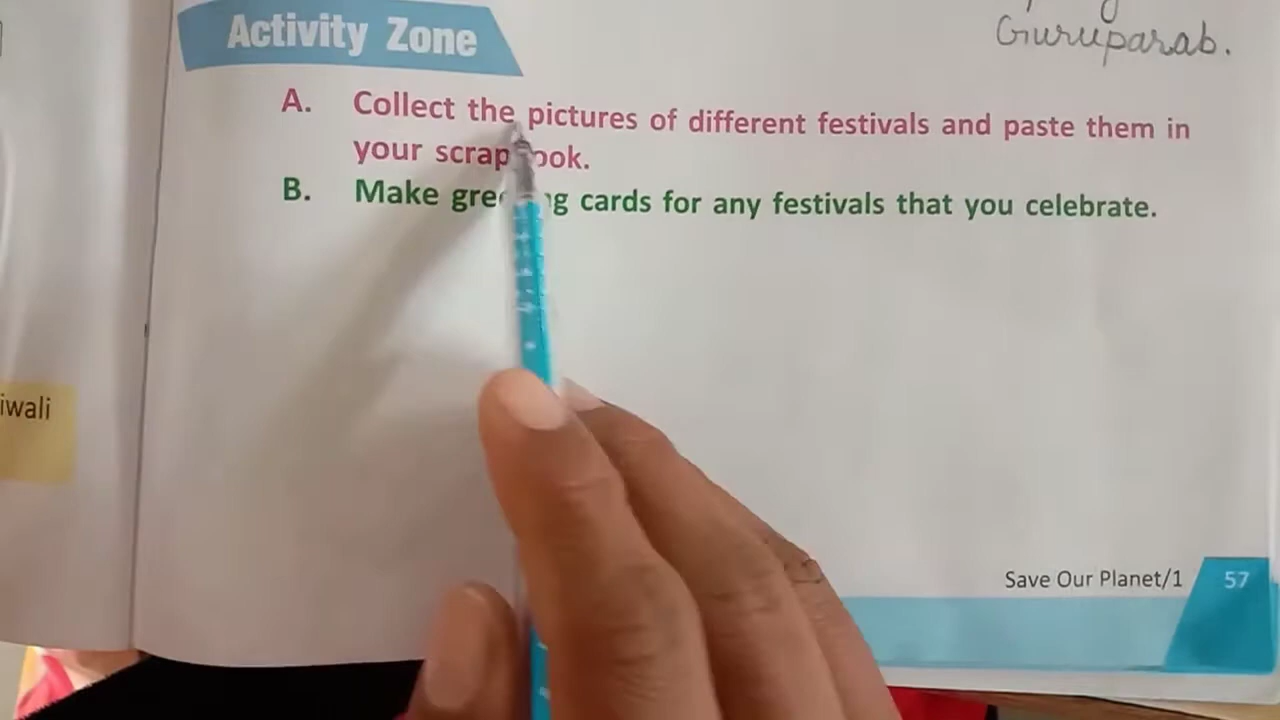 Guruparab.
Activity Zone
A. Collect the pictures of different festivals and paste them in
your scrap ook.
B. Make gre g cards for any festivals that you celebrate.
iwali
Save Our Planet/1 57